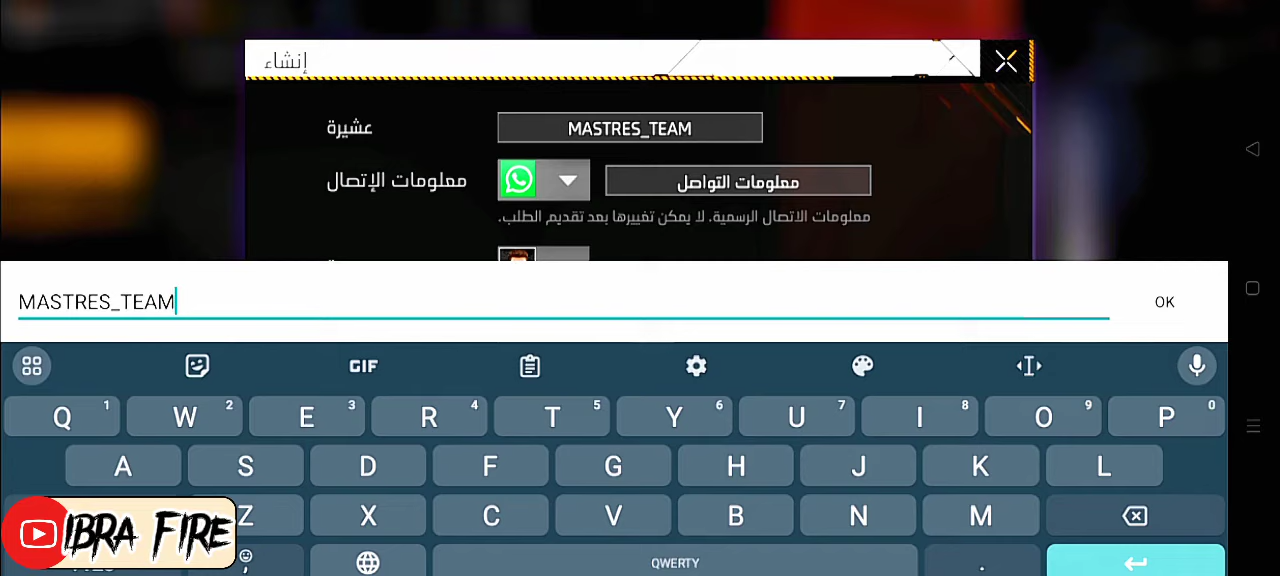 إنشاء
عشيرة
MASTRES_TEAM
معلومات الإتصال
معلومات التواصل
معلومات الاتصال الرسمية. لا يمكن تغييرها بعد تقديم الطلب.
MASTRES_TEAM
OK
GIF
Q 1 W 2 E 3 R 4 T 5 Y 6 U 7 I 8 O 9 P 0
A S D F G H J K L
Z X C V B N M
IBRA FIRE
, QWERTY .